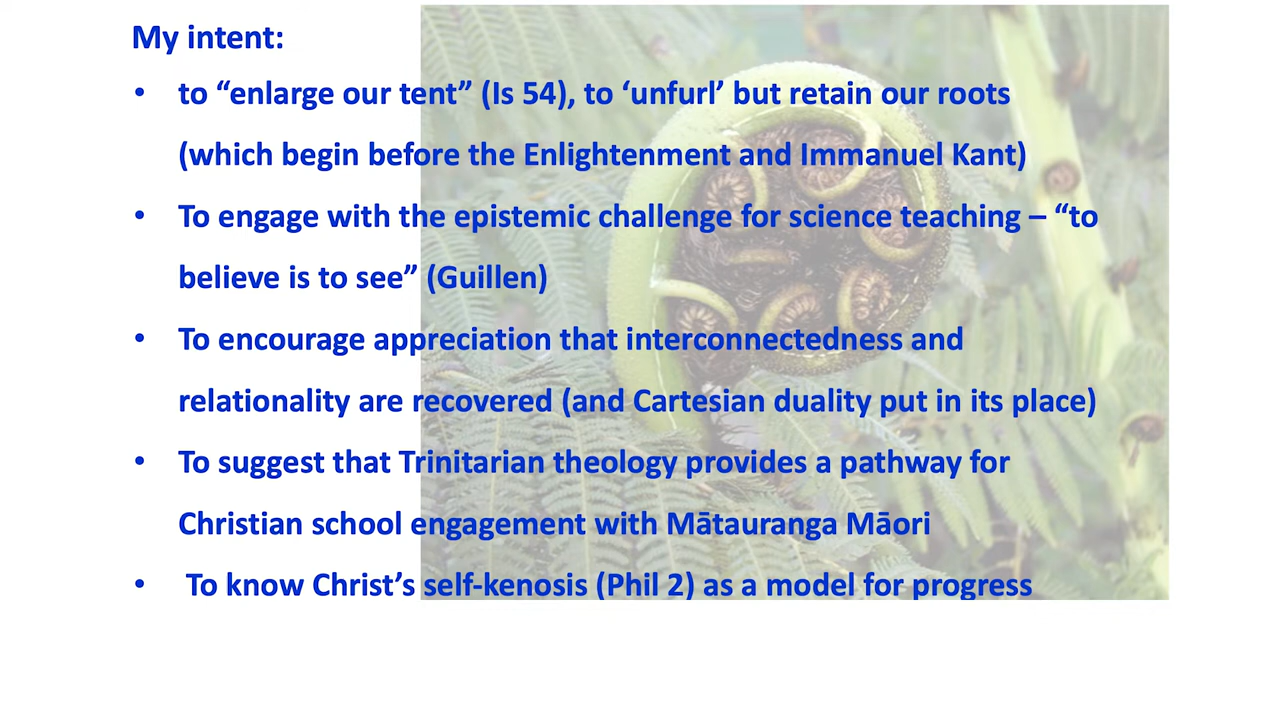 My intent:
• to “enlarge our tent” (Is 54), to ‘unfurl’ but retain our roots
(which begin before the Enlightenment and Immanuel Kant)
• To engage with the epistemic challenge for science teaching – “to
believe is to see” (Guillen)
• To encourage appreciation that interconnectedness and
relationality are recovered (and Cartesian duality put in its place)
• To suggest that Trinitarian theology provides a pathway for
Christian school engagement with Mātauranga Māori
• To know Christ’s self-kenosis (Phil 2) as a model for progress